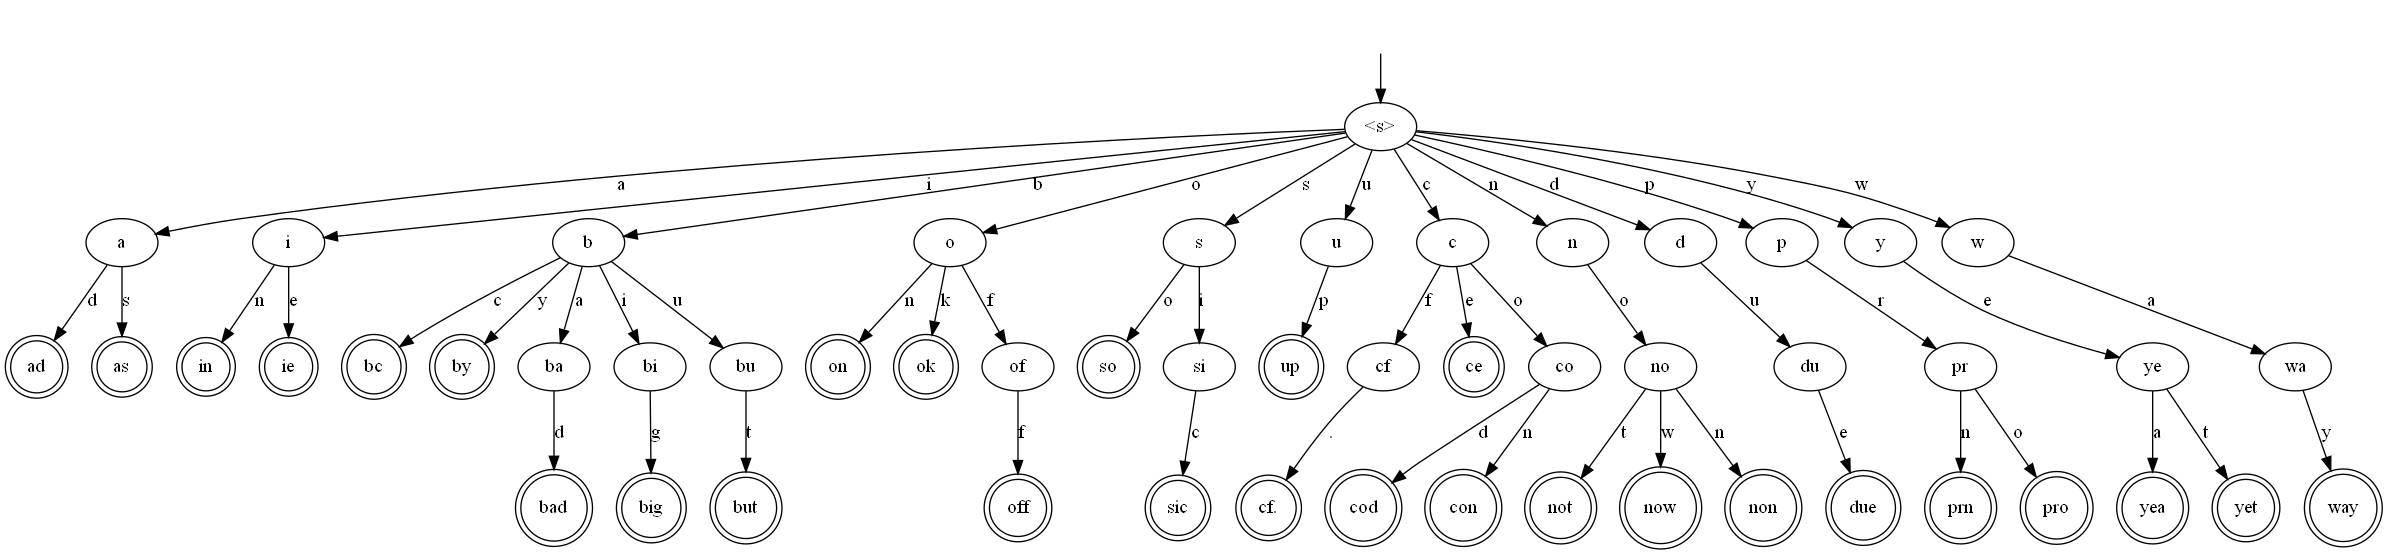 <s>
a i b o s u c n d p y w
a i b o s u c n d p y w
d s n e c y a i u n k f o i p f e o o u r e a
ad as in ie bc by ba bi bu on ok of so si up cf ce co no du pr ye wa
d g t f c . d n t w n e n o a t y
bad big but off sic cf. cod con not now non due prn pro yea yet way